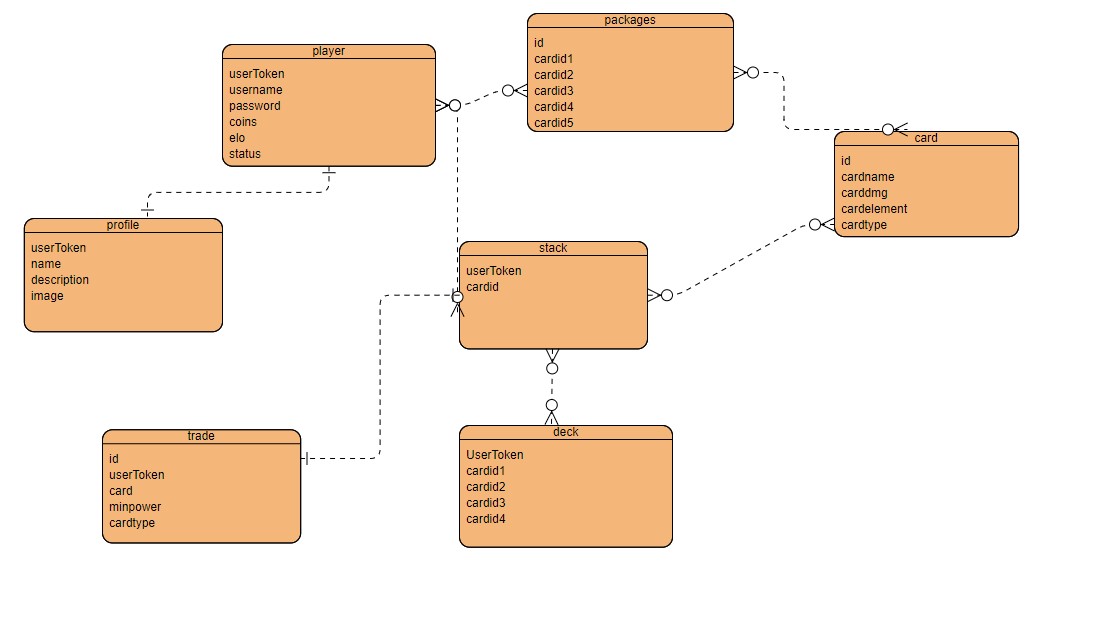 packages
id
cardid1
cardid2
cardid3
cardid4
cardid5
player
userToken
username
password
coins
elo
status
card
id
cardname
carddmg
cardelement
cardtype
profile
userToken
name
description
image
stack
userToken
cardid
trade
id
userToken
card
minpower
cardtype
deck
UserToken
cardid1
cardid2
cardid3
cardid4